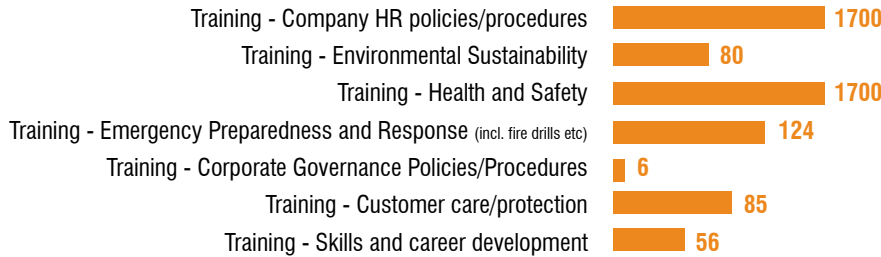 Training - Company HR policies/procedures 1700
Training - Environmental Sustainability 80
Training - Health and Safety 1700
Training - Emergency Preparedness and Response (incl. fire drills etc) 124
Training - Corporate Governance Policies/Procedures 6
Training - Customer care/protection 85
Training - Skills and career development 56